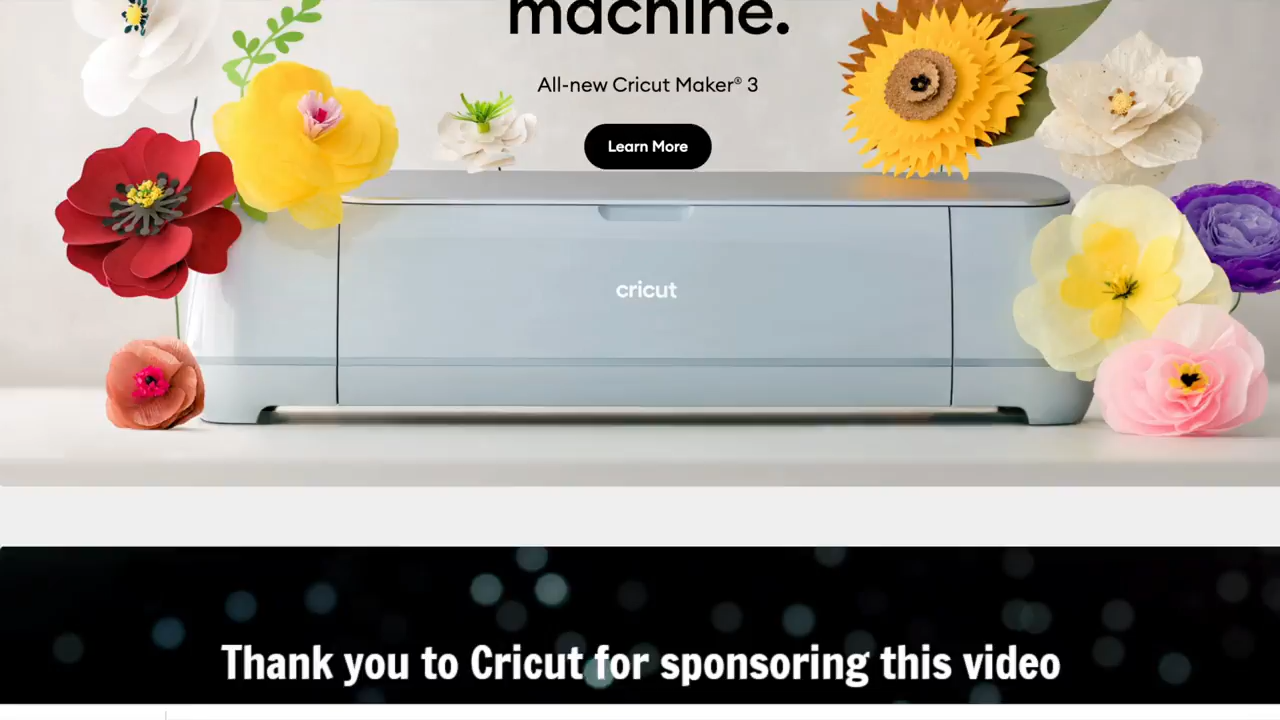 machine.
All-new Cricut Maker® 3
Learn More
cricut
Thank you to Cricut for sponsoring this video